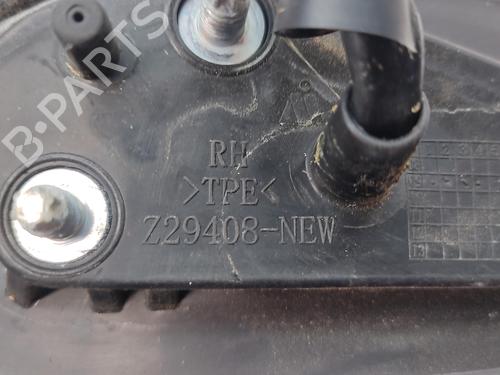 B-PARTS
RH
>TPE<
Z29408-NEW